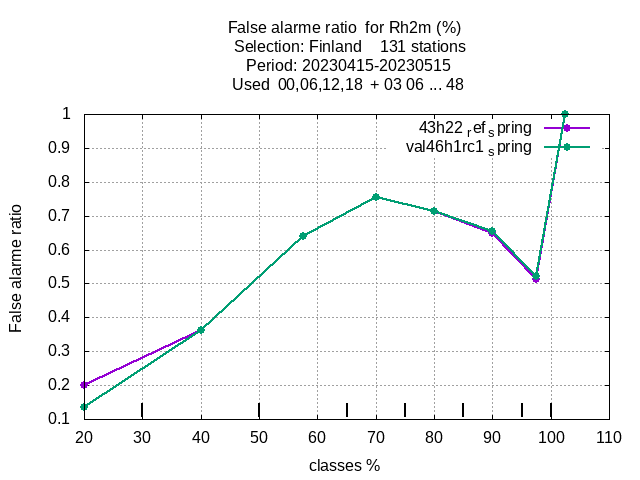 False alarme ratio  for Rh2m (%)
Selection: Finland    131 stations
Period: 20230415-20230515
Used  00,06,12,18  + 03 06 ... 48
43h22 ref spring
val46h1rc1 spring
False alarme ratio
1
0.9
0.8
0.7
0.6
0.5
0.4
0.3
0.2
0.1
20 30 40 50 60 70 80 90 100 110
classes %